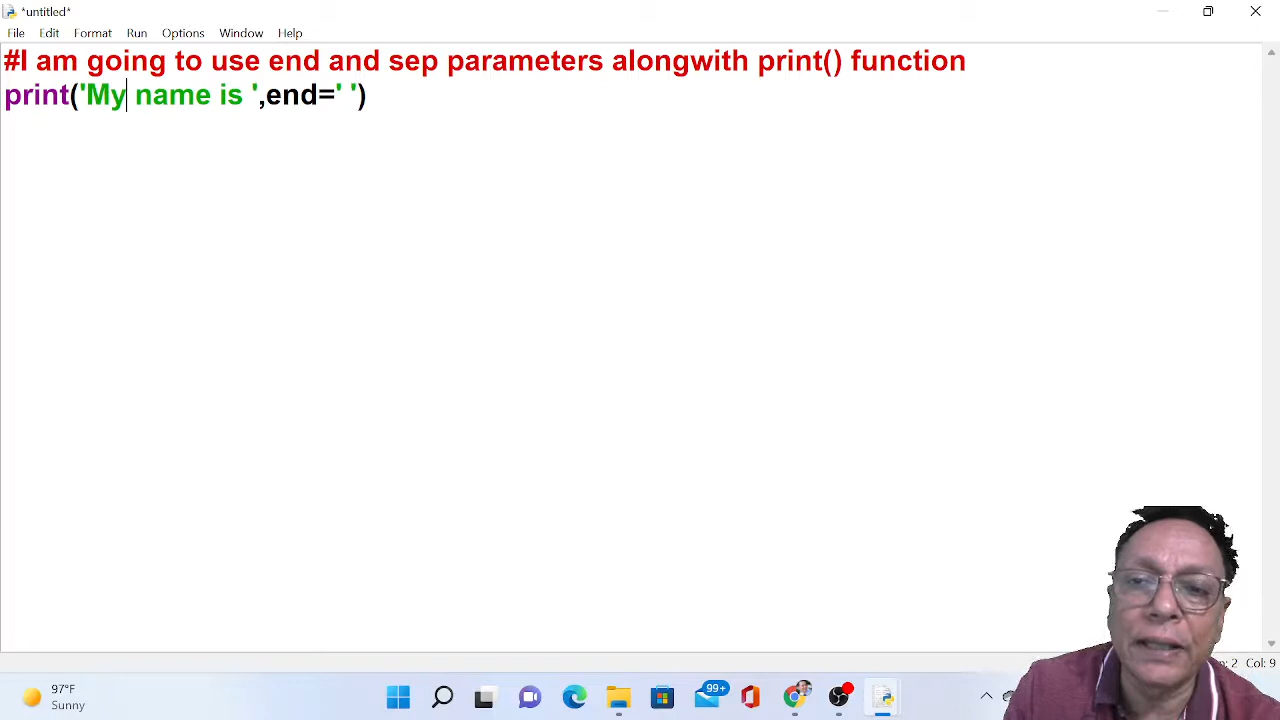 *untitled*
File Edit Format Run Options Window Help
#I am going to use end and sep parameters alongwith print() function
print('My name is ',end=' ')
: 2 Col: 9
97°F
Sunny
99+